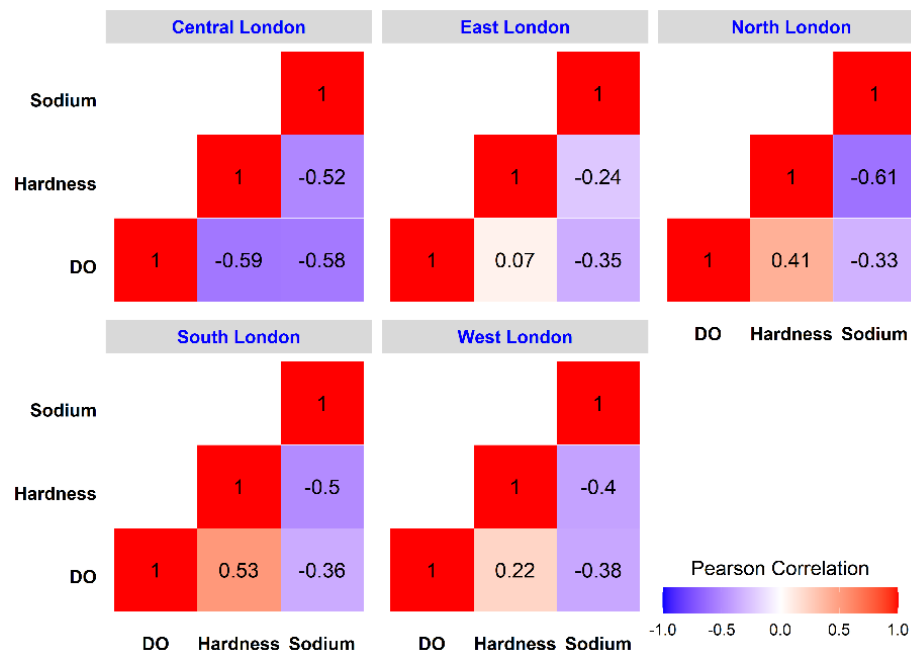 Central London East London North London
Sodium 1 1 1
Hardness 1 -0.52 1 -0.24 1 -0.61
DO 1 -0.59 -0.58 1 0.07 -0.35 1 0.41 -0.33
DO Hardness Sodium
South London West London
Sodium 1 1
Hardness 1 -0.5 1 -0.4
DO 1 0.53 -0.36 1 0.22 -0.38
DO Hardness Sodium DO Hardness Sodium
Pearson Correlation
-1.0 -0.5 0.0 0.5 1.0